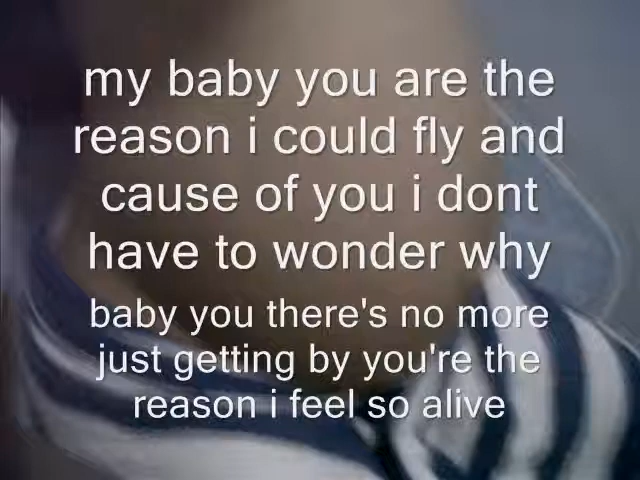 my baby you are the
reason i could fly and
cause of you i dont
have to wonder why
baby you there's no more
just getting by you're the
reason i feel so alive